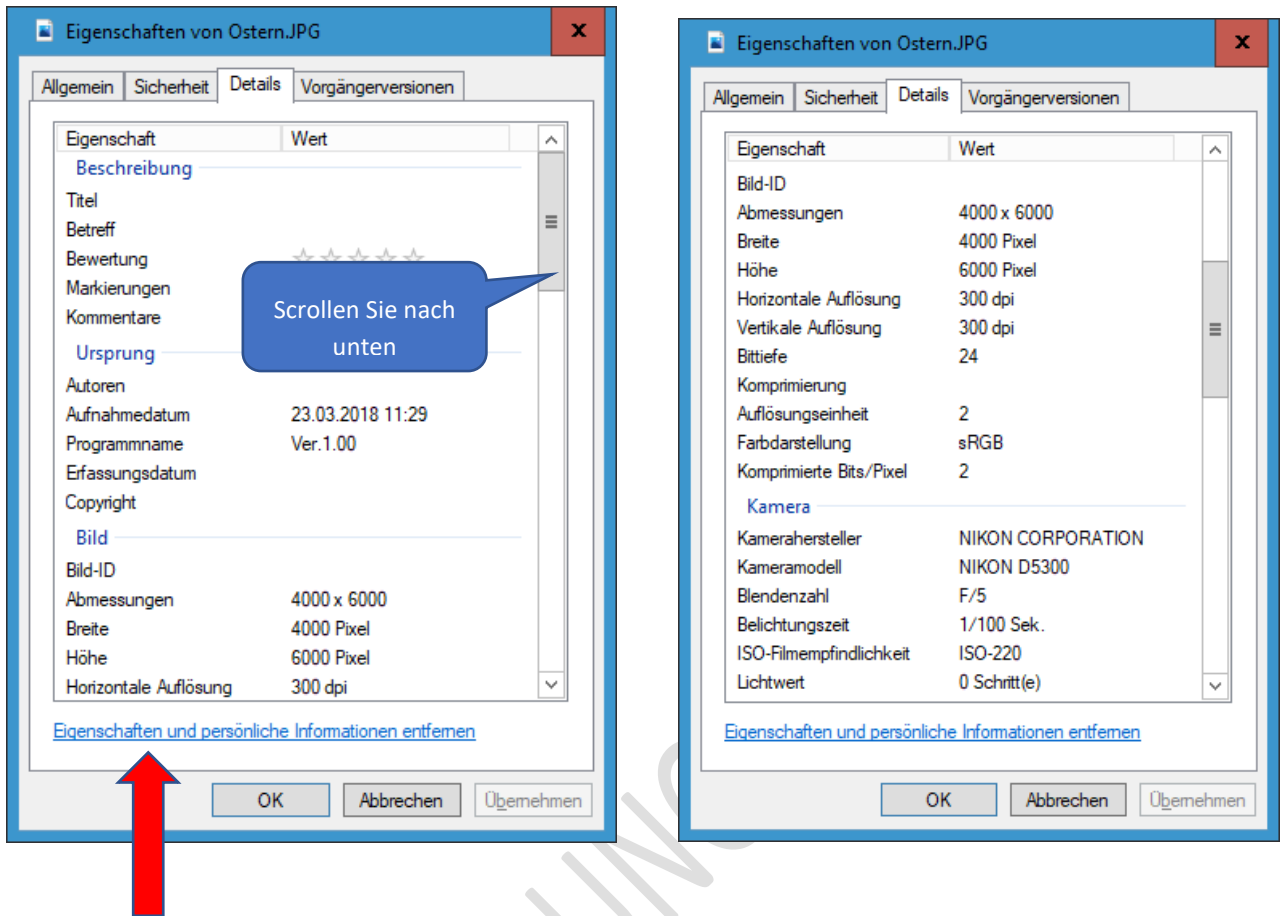 Eigenschaften von Ostern.JPG
x
Allgemein Sicherheit Details Vorgängerversionen
Eigenschaft Wert
Beschreibung
Titel
Betreff
Bewertung
Markierungen
Kommentare
Scrollen Sie nach
unten
Ursprung
Autoren
Aufnahmedatum 23.03.2018 11:29
Programmname Ver.1.00
Erfassungsdatum
Copyright
Bild
Bild-ID
Abmessungen 4000 x 6000
Breite 4000 Pixel
Höhe 6000 Pixel
Horizontale Auflösung 300 dpi
Eigenschaften und persönliche Informationen entfernen
OK Abbrechen Übernehmen
Eigenschaften von Ostern.JPG
x
Allgemein Sicherheit Details Vorgängerversionen
Eigenschaft Wert
Bild-ID
Abmessungen 4000 x 6000
Breite 4000 Pixel
Höhe 6000 Pixel
Horizontale Auflösung 300 dpi
Vertikale Auflösung 300 dpi
Bittiefe 24
Komprimierung
Auflösungseinheit 2
Farbdarstellung sRGB
Komprimierte Bits/Pixel 2
Kamera
Kamerahersteller NIKON CORPORATION
Kameramodell NIKON D5300
Blendenzahl F/5
Belichtungszeit 1/100 Sek.
ISO-Filmempfindlichkeit ISO-220
Lichtwert 0 Schritt(e)
Eigenschaften und persönliche Informationen entfernen
OK Abbrechen Übernehmen